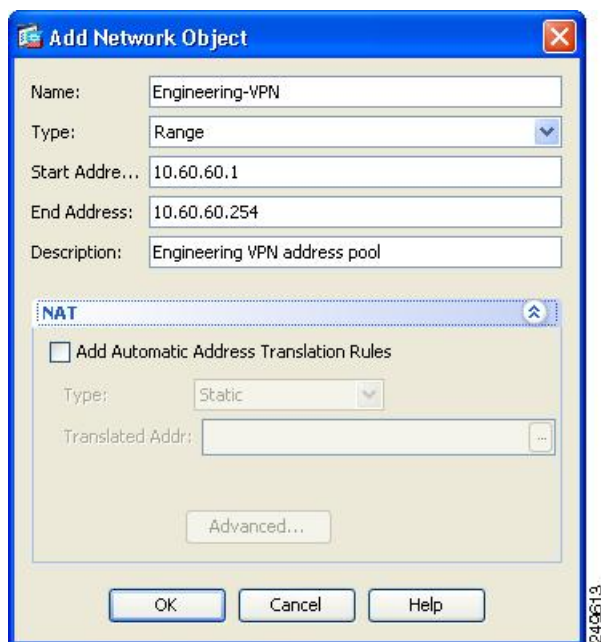 Add Network Object
Name: Engineering-VPN
Type: Range
Start Addre... 10.60.60.1
End Address: 10.60.60.254
Description: Engineering VPN address pool
NAT
Add Automatic Address Translation Rules
Type: Static
Translated Addr: ...
Advanced...
OK Cancel Help
249613